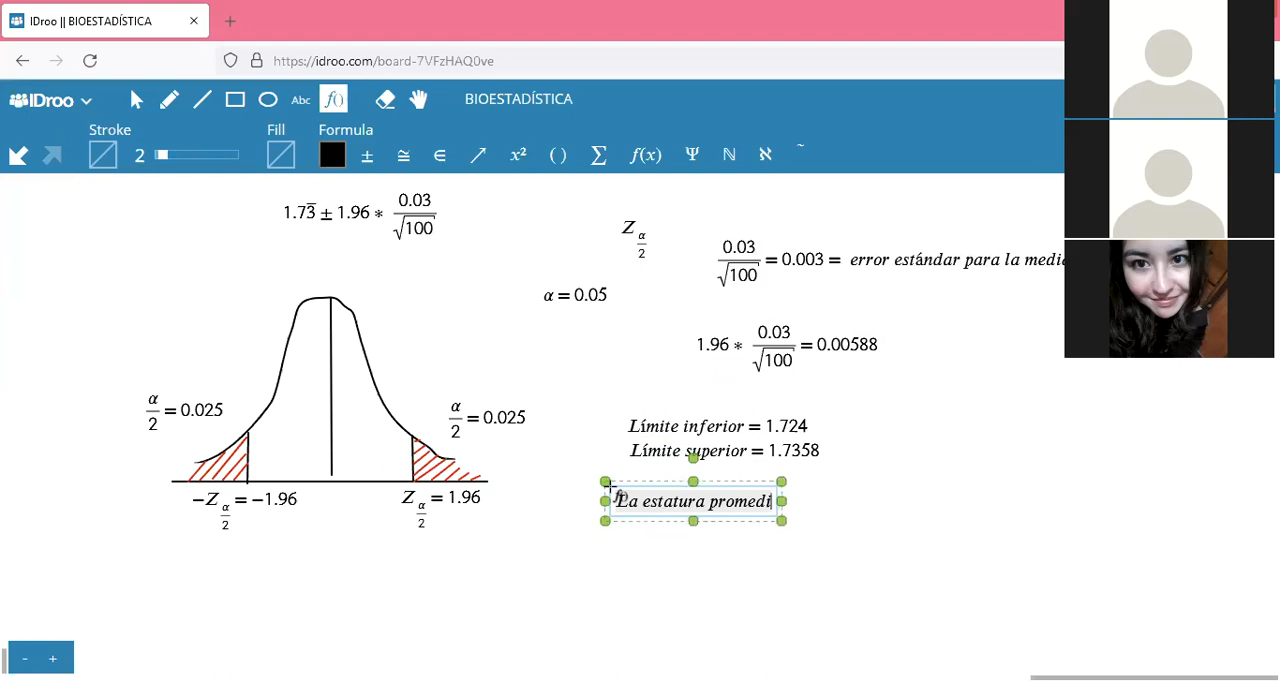 IDroo || BIOESTADÍSTICA
https://idroo.com/board-7VFzHAQ0ve
IDroo
Abc
f()
BIOESTADÍSTICA
Stroke
Fill
Formula
2
± ≅ ∈ x² ( ) ∑ f(x) Ψ ℕ ℵ ~
1.73̅ ± 1.96 * 0.03/√100
Z α/2
0.03/√100 = 0.003 = error estándar para la media
α = 0.05
1.96 * 0.03/√100 = 0.00588
α/2 = 0.025
α/2 = 0.025
Límite inferior = 1.724
Límite superior = 1.7358
−Z α/2 = −1.96
Z α/2 = 1.96
La estatura promedi
- +